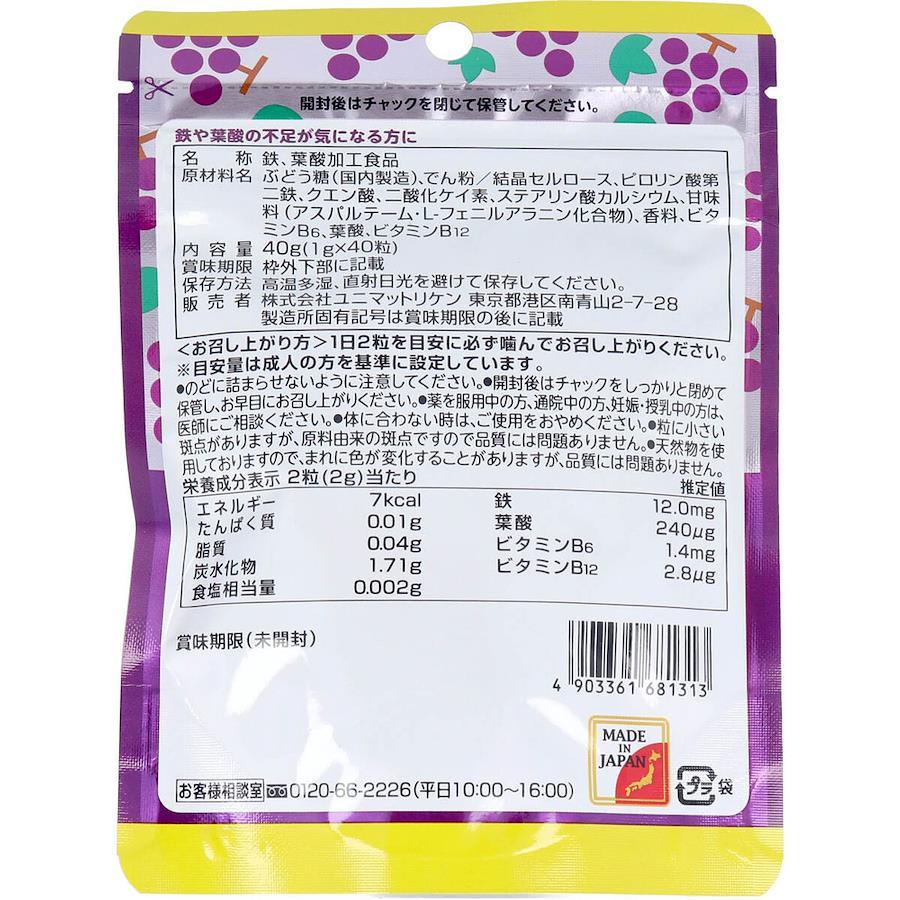 開封後はチャックを閉じて保管してください。
鉄や葉酸の不足が気になる方に
名称 鉄、葉酸加工食品
原材料名 ぶどう糖(国内製造)、でん粉/結晶セルロース、ピロリン酸第
二鉄、クエン酸、二酸化ケイ素、ステアリン酸カルシウム、甘味
料(アスパルテーム・L-フェニルアラニン化合物)、香料、ビタ
ミンB6、葉酸、ビタミンB12
内容量 40g(1g×40粒)
賞味期限 枠外下部に記載
保存方法 高温多湿、直射日光を避けて保存してください。
販売者 株式会社ユニマットリケン 東京都港区南青山2-7-28
製造所固有記号は賞味期限の後に記載
<お召し上がり方>1日2粒を目安に必ず噛んでお召し上がりください。
※目安量は成人の方を基準に設定しています。
●のどに詰まらせないように注意してください。●開封後はチャックをしっかりと閉めて
保管し、お早目にお召し上がりください。●薬を服用中の方、通院中の方、妊娠・授乳中の方は、
医師にご相談ください。●体に合わない時は、ご使用をおやめください。●粒に小さい
斑点がありますが、原料由来の斑点ですので品質には問題ありません。●天然物を使
用しておりますので、まれに色が変化することがありますが、品質には問題ありません。
栄養成分表示 2粒(2g)当たり 推定値
エネルギー 7kcal 鉄 12.0mg
たんぱく質 0.01g 葉酸 240μg
脂質 0.04g ビタミンB6 1.4mg
炭水化物 1.71g ビタミンB12 2.8μg
食塩相当量 0.002g
賞味期限(未開封)
4 903361 681313
MADE
IN
JAPAN
お客様相談室 0120-66-2226(平日10:00~16:00)
プラ 袋